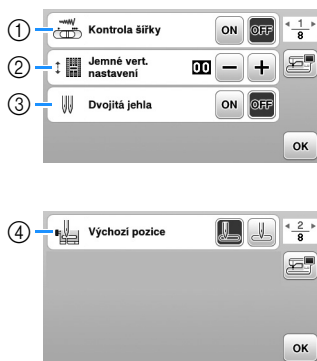 ① Kontrola šířky ON OFF 1
8
② Jemné vert.
nastavení 00 − +
③ Dvojitá jehla ON OFF
OK
④ Výchozí pozice 2
8
OK